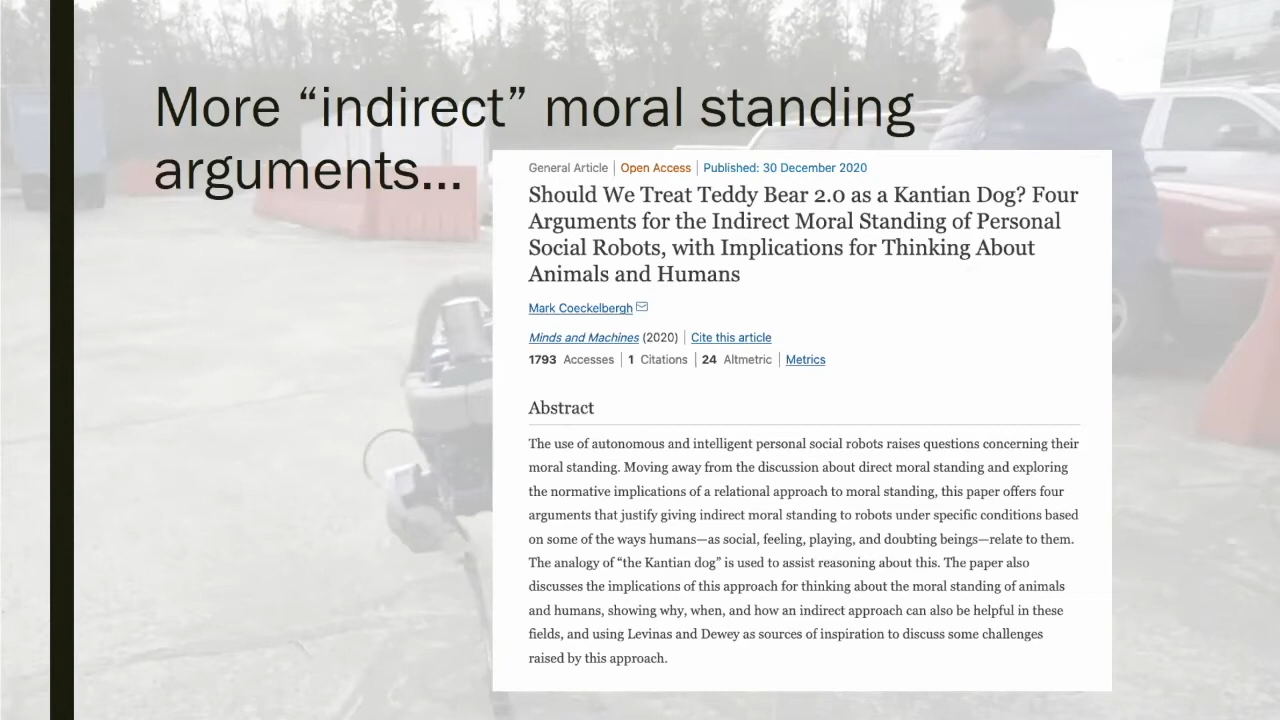 More “indirect” moral standing
arguments...
General Article | Open Access | Published: 30 December 2020
Should We Treat Teddy Bear 2.0 as a Kantian Dog? Four
Arguments for the Indirect Moral Standing of Personal
Social Robots, with Implications for Thinking About
Animals and Humans
Mark Coeckelbergh
Minds and Machines (2020) | Cite this article
1793 Accesses | 1 Citations | 24 Altmetric | Metrics
Abstract
The use of autonomous and intelligent personal social robots raises questions concerning their
moral standing. Moving away from the discussion about direct moral standing and exploring
the normative implications of a relational approach to moral standing, this paper offers four
arguments that justify giving indirect moral standing to robots under specific conditions based
on some of the ways humans—as social, feeling, playing, and doubting beings—relate to them.
The analogy of “the Kantian dog” is used to assist reasoning about this. The paper also
discusses the implications of this approach for thinking about the moral standing of animals
and humans, showing why, when, and how an indirect approach can also be helpful in these
fields, and using Levinas and Dewey as sources of inspiration to discuss some challenges
raised by this approach.